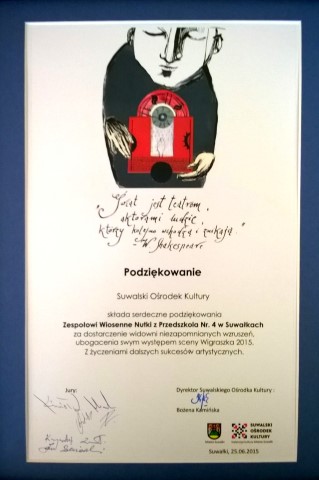 "Świat jest teatrem,
aktorami ludzie,
którzy kolejno wchodzą i znikają."
W. Shakespeare
Podziękowanie
Suwalski Ośrodek Kultury
składa serdeczne podziękowania
Zespołowi Wiosenne Nutki z Przedszkola Nr. 4 w Suwałkach
za dostarczenie widowni niezapomnianych wzruszeń,
ubogacenia swym występem sceny Wigraszka 2015.
Z życzeniami dalszych sukcesów artystycznych.
Jury:
Dyrektor Suwalskiego Ośrodka Kultury :
Bożena Kamińska
SUWALSKI
OŚRODEK
KULTURY
Suwałki, 25.06.2015